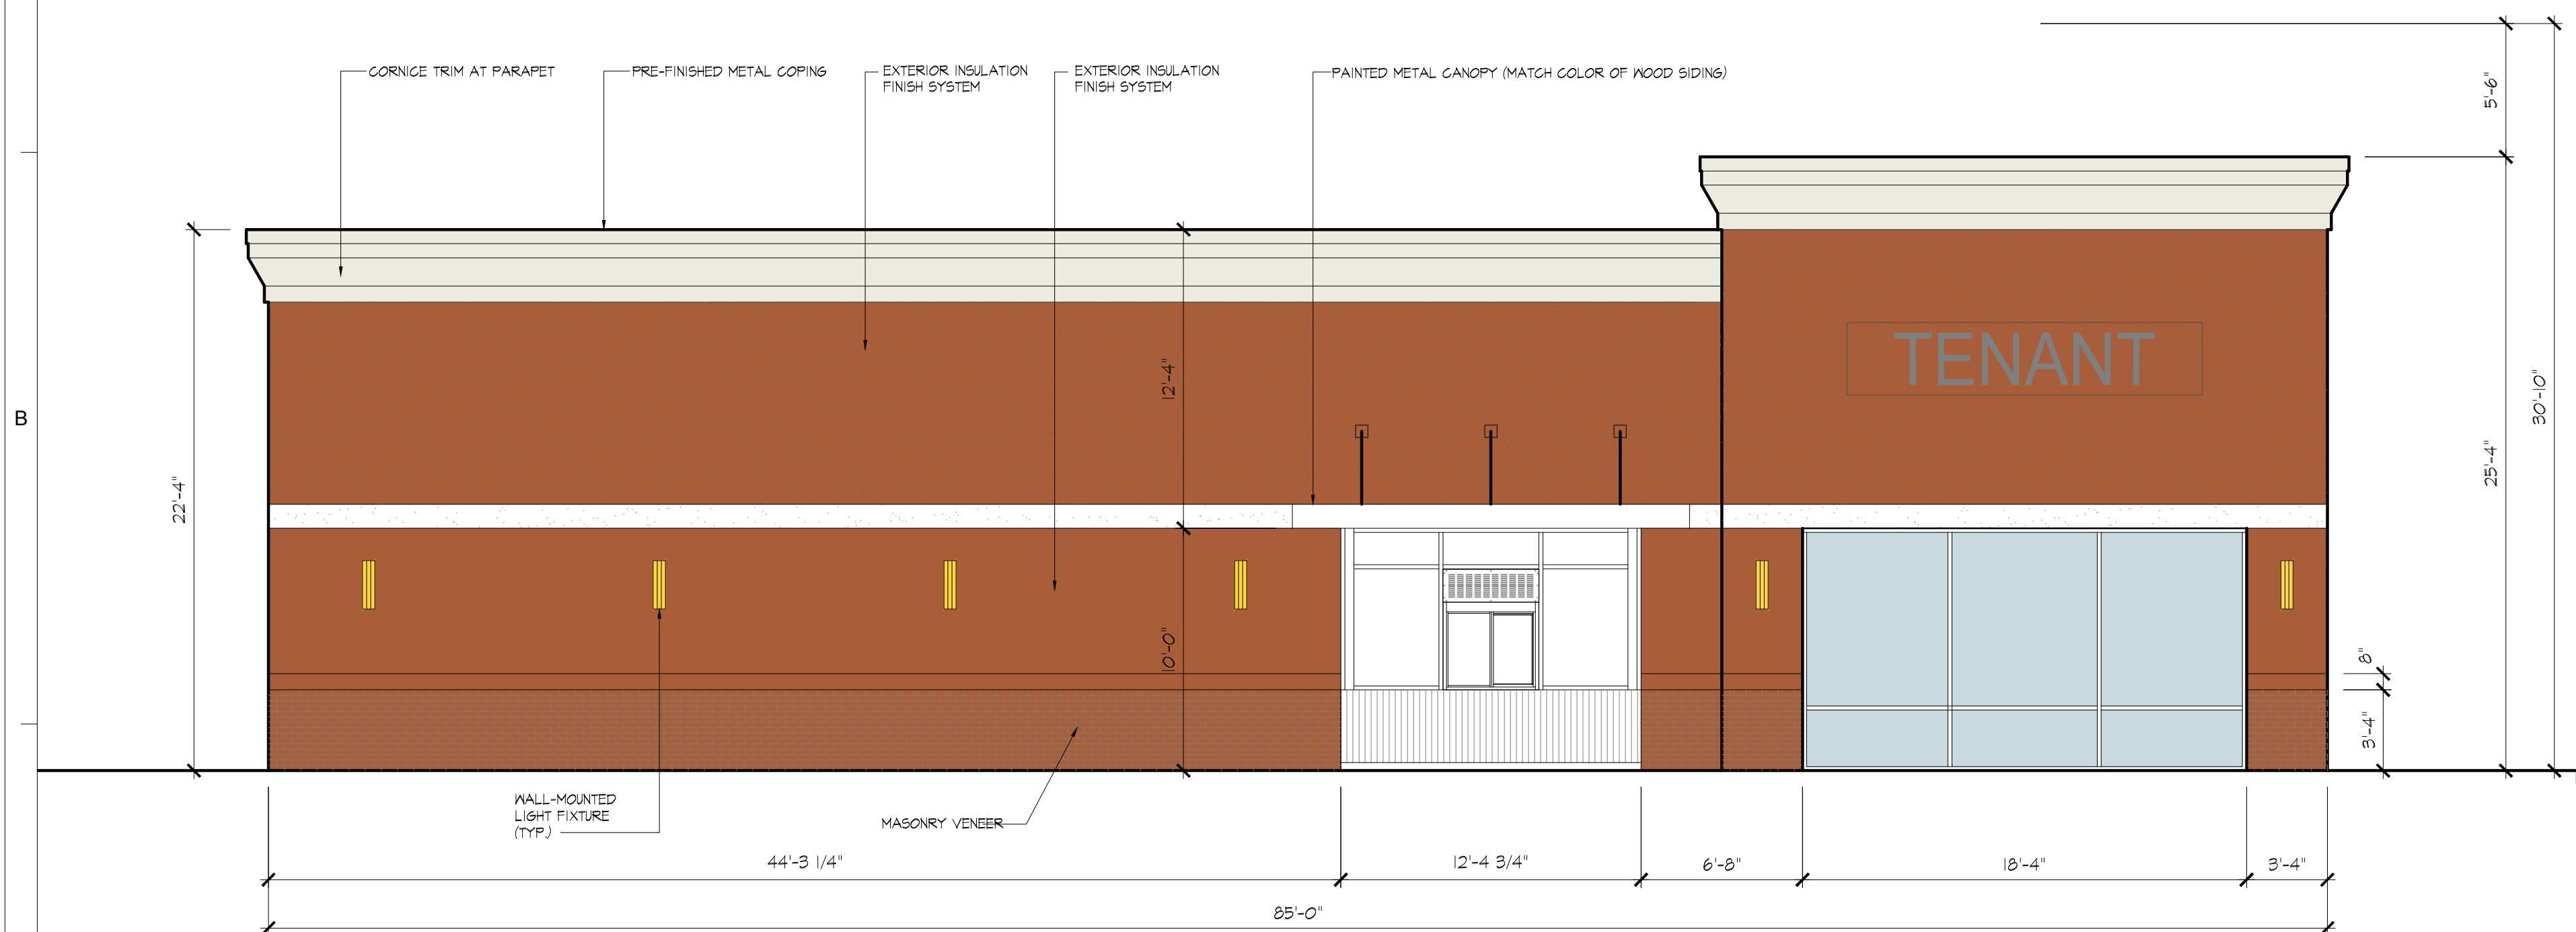 CORNICE TRIM AT PARAPET
PRE-FINISHED METAL COPING
EXTERIOR INSULATION
FINISH SYSTEM
EXTERIOR INSULATION
FINISH SYSTEM
PAINTED METAL CANOPY (MATCH COLOR OF WOOD SIDING)
5'-6"
B
22'-4"
12'-4"
TENANT
25'-4"
30'-10"
10'-0"
8"
3'-4"
WALL-MOUNTED
LIGHT FIXTURE
(TYP.)
MASONRY VENEER
44'-3 1/4"
12'-4 3/4"
6'-8"
18'-4"
3'-4"
85'-0"